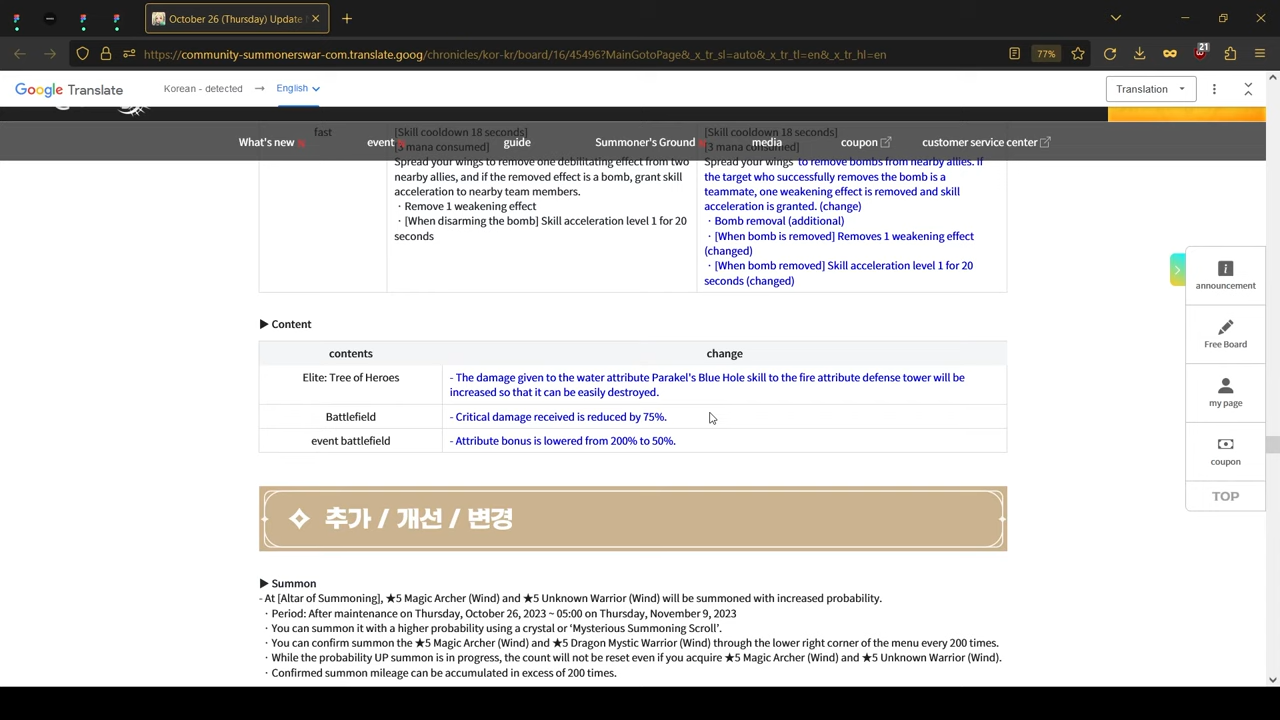 October 26 (Thursday) Update
https://community-summonerswar-com.translate.goog/chronicles/kor-kr/board/16/45496?MainGotoPage&_x_tr_sl=auto&_x_tr_tl=en&_x_tr_hl=en
77%
21
Google Translate
Korean - detected
English
Translation
fast
[Skill cooldown 18 seconds]
[Skill cooldown 18 seconds]
What's new
event
guide
Summoner's Ground
media
coupon
customer service center
[3 mana consumed]
Spread your wings to remove one debilitating effect from two
nearby allies, and if the removed effect is a bomb, grant skill
acceleration to nearby team members.
· Remove 1 weakening effect
· [When disarming the bomb] Skill acceleration level 1 for 20
seconds
[3 mana consumed]
Spread your wings to remove bombs from nearby allies. If
the target who successfully removes the bomb is a
teammate, one weakening effect is removed and skill
acceleration is granted. (change)
· Bomb removal (additional)
· [When bomb is removed] Removes 1 weakening effect
(changed)
· [When bomb removed] Skill acceleration level 1 for 20
seconds (changed)
▶ Content
contents
change
Elite: Tree of Heroes
- The damage given to the water attribute Parakel's Blue Hole skill to the fire attribute defense tower will be
increased so that it can be easily destroyed.
Battlefield
- Critical damage received is reduced by 75%.
event battlefield
- Attribute bonus is lowered from 200% to 50%.
추가 / 개선 / 변경
▶ Summon
- At [Altar of Summoning], ★5 Magic Archer (Wind) and ★5 Unknown Warrior (Wind) will be summoned with increased probability.
· Period: After maintenance on Thursday, October 26, 2023 ~ 05:00 on Thursday, November 9, 2023
· You can summon it with a higher probability using a crystal or ‘Mysterious Summoning Scroll’.
· You can confirm summon the ★5 Magic Archer (Wind) and ★5 Dragon Mystic Warrior (Wind) through the lower right corner of the menu every 200 times.
· While the probability UP summon is in progress, the count will not be reset even if you acquire ★5 Magic Archer (Wind) and ★5 Unknown Warrior (Wind).
· Confirmed summon mileage can be accumulated in excess of 200 times.
announcement
Free Board
my page
coupon
TOP